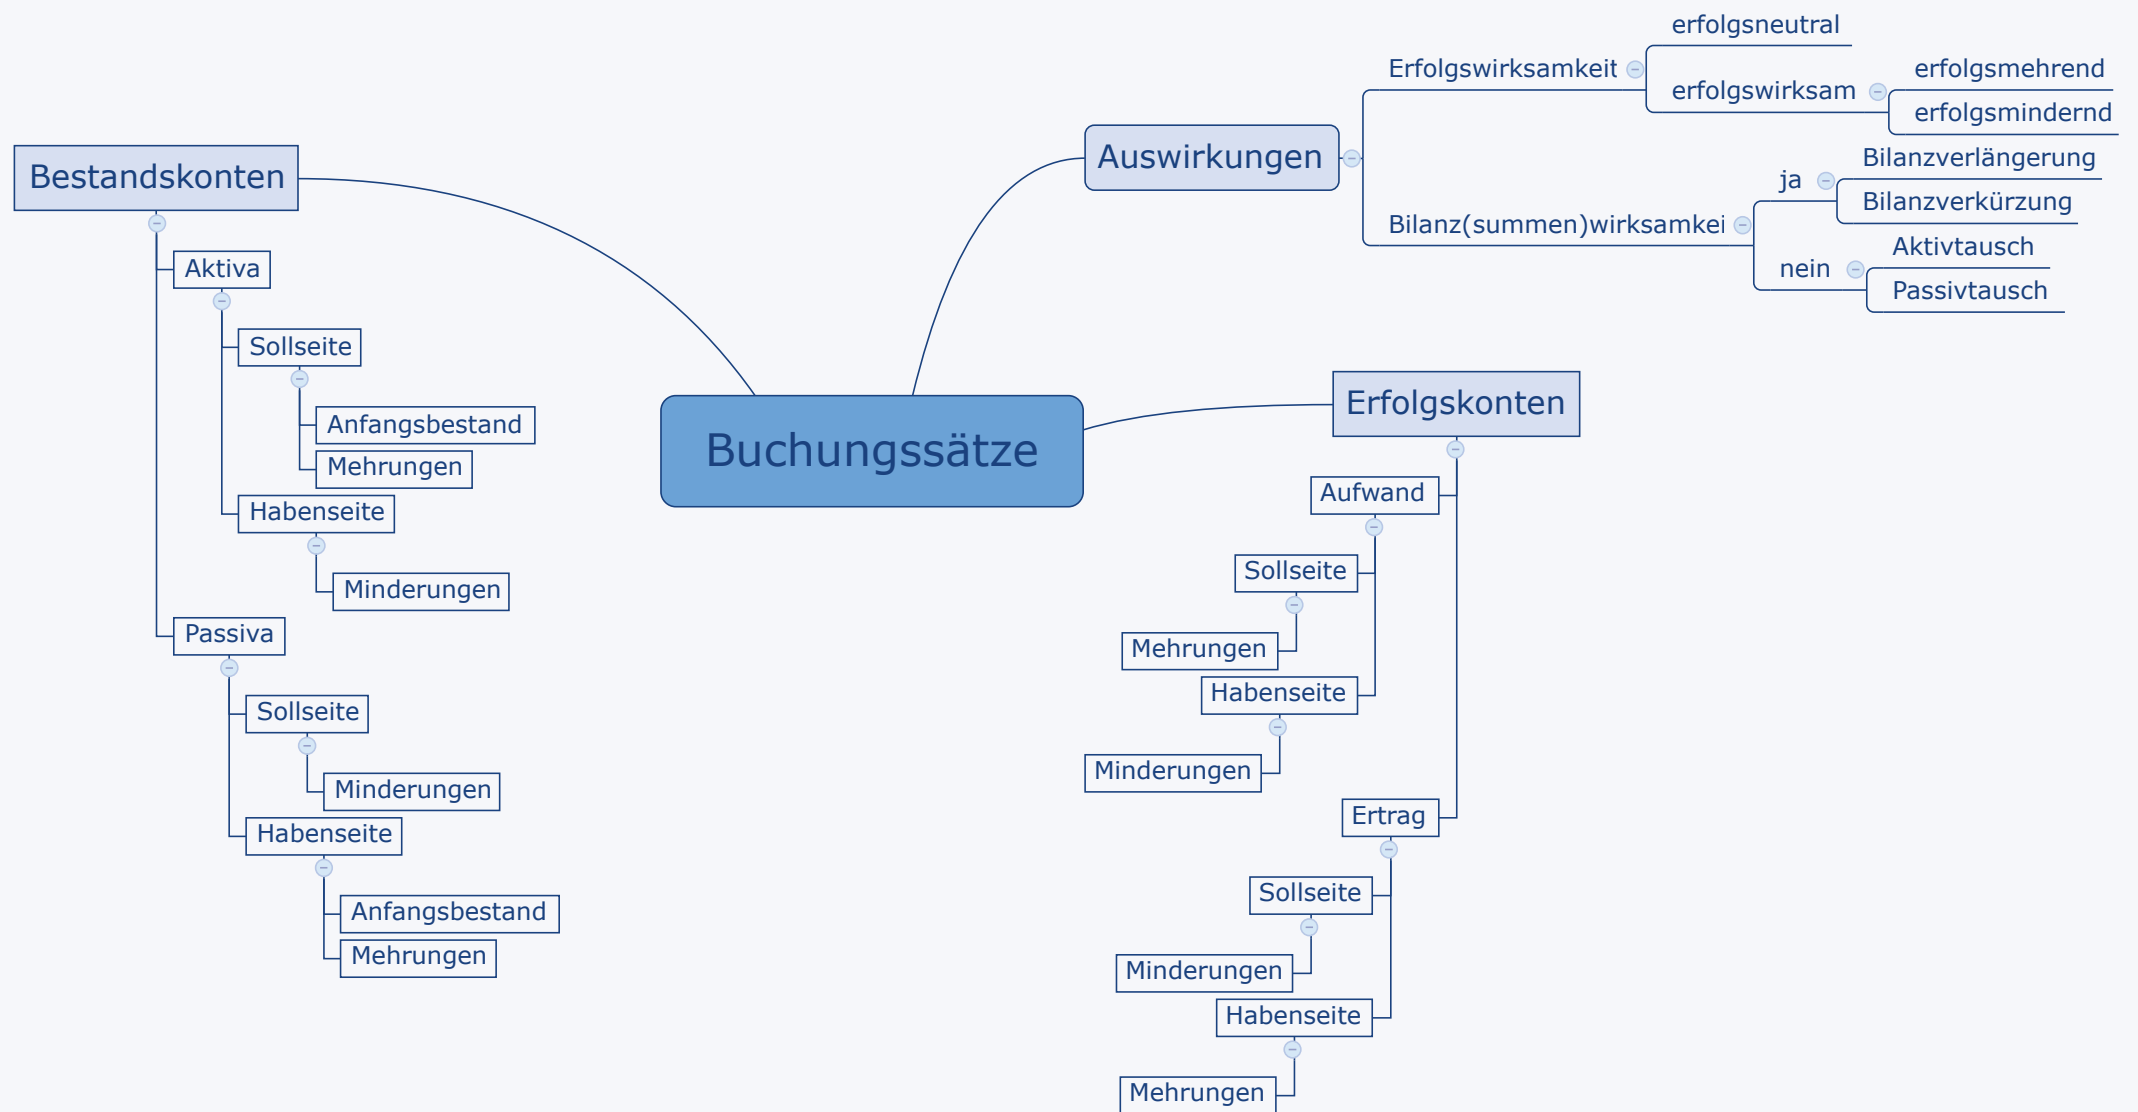 Buchungssätze
Bestandskonten
Aktiva
Sollseite
Anfangsbestand
Mehrungen
Habenseite
Minderungen
Passiva
Sollseite
Minderungen
Habenseite
Anfangsbestand
Mehrungen
Auswirkungen
Erfolgswirksamkeit
erfolgsneutral
erfolgswirksam
erfolgsmehrend
erfolgsmindernd
Bilanz(summen)wirksamkei
ja
Bilanzverlängerung
Bilanzverkürzung
nein
Aktivtausch
Passivtausch
Erfolgskonten
Aufwand
Sollseite
Mehrungen
Habenseite
Minderungen
Ertrag
Sollseite
Minderungen
Habenseite
Mehrungen